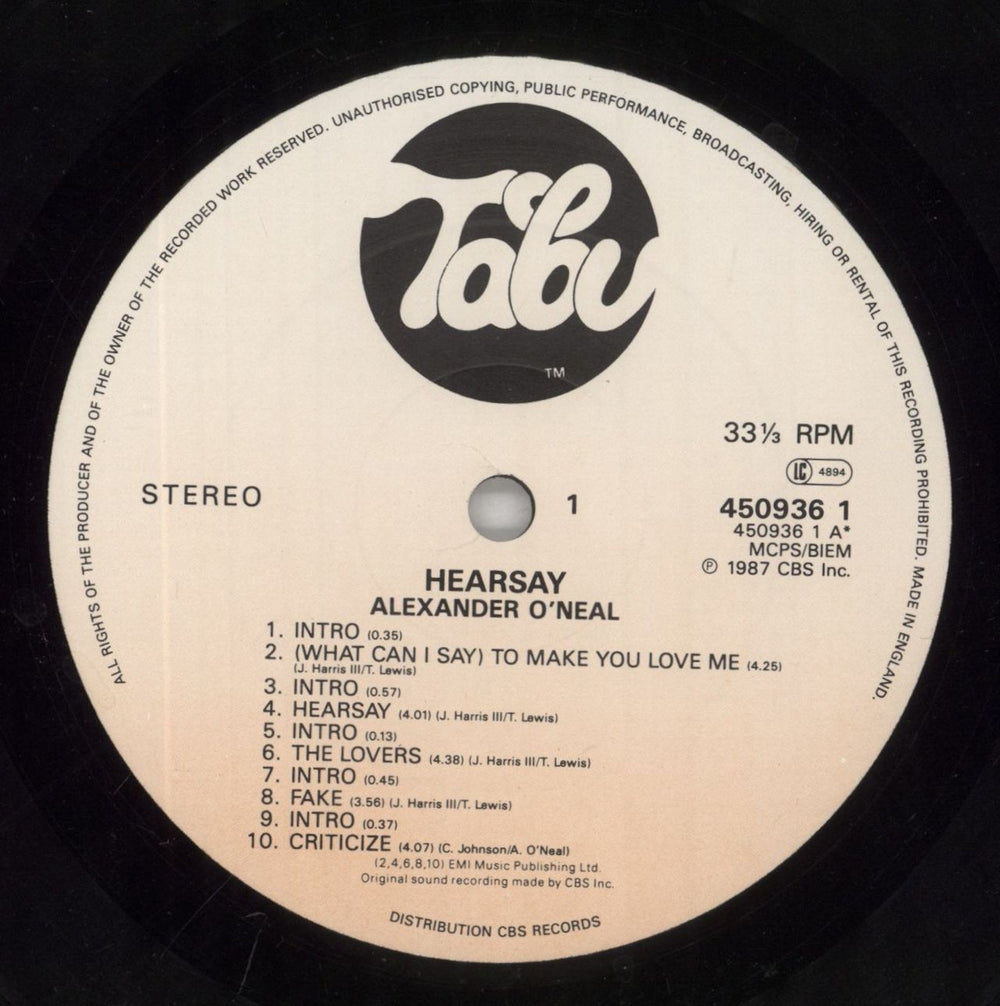 ALL RIGHTS OF THE PRODUCER AND OF THE OWNER OF THE RECORDED WORK RESERVED. UNAUTHORISED COPYING, PUBLIC PERFORMANCE, BROADCASTING, HIRING OR RENTAL OF THIS RECORDING PROHIBITED. MADE IN ENGLAND.
Tabu
TM
33⅓ RPM
LC 4894
STEREO
1
450936 1
450936 1 A*
MCPS/BIEM
℗ 1987 CBS Inc.
HEARSAY
ALEXANDER O'NEAL
1. INTRO (0.35)
2. (WHAT CAN I SAY) TO MAKE YOU LOVE ME (4.25)
(J. Harris III/T. Lewis)
3. INTRO (0.57)
4. HEARSAY (4.01) (J. Harris III/T. Lewis)
5. INTRO (0.13)
6. THE LOVERS (4.38) (J. Harris III/T. Lewis)
7. INTRO (0.45)
8. FAKE (3.56) (J. Harris III/T. Lewis)
9. INTRO (0.37)
10. CRITICIZE (4.07) (C. Johnson/A. O'Neal)
(2,4,6,8,10) EMI Music Publishing Ltd.
Original sound recording made by CBS Inc.
DISTRIBUTION CBS RECORDS